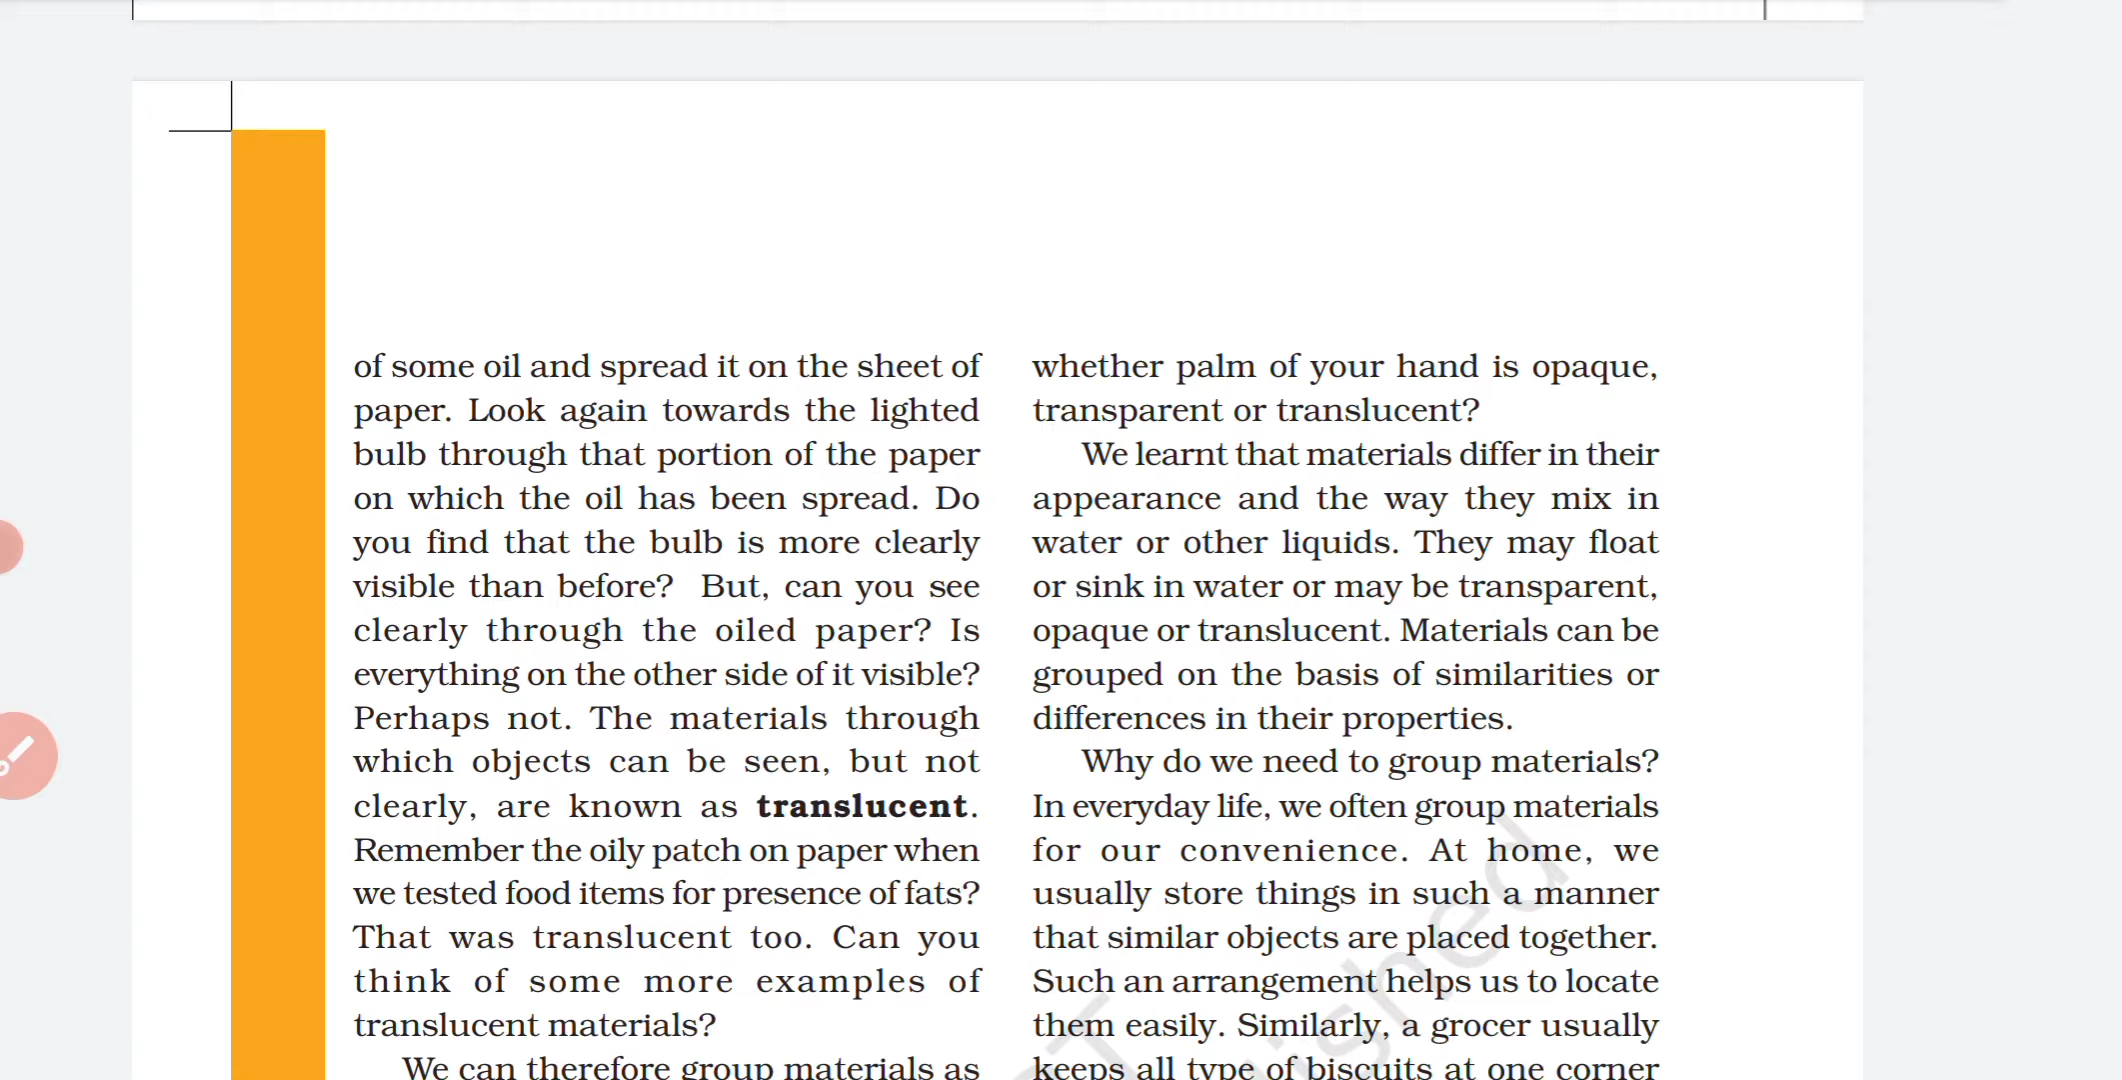 of some oil and spread it on the sheet of
paper. Look again towards the lighted
bulb through that portion of the paper
on which the oil has been spread. Do
you find that the bulb is more clearly
visible than before? But, can you see
clearly through the oiled paper? Is
everything on the other side of it visible?
Perhaps not. The materials through
which objects can be seen, but not
clearly, are known as translucent.
Remember the oily patch on paper when
we tested food items for presence of fats?
That was translucent too. Can you
think of some more examples of
translucent materials?
We can therefore group materials as
whether palm of your hand is opaque,
transparent or translucent?
We learnt that materials differ in their
appearance and the way they mix in
water or other liquids. They may float
or sink in water or may be transparent,
opaque or translucent. Materials can be
grouped on the basis of similarities or
differences in their properties.
Why do we need to group materials?
In everyday life, we often group materials
for our convenience. At home, we
usually store things in such a manner
that similar objects are placed together.
Such an arrangement helps us to locate
them easily. Similarly, a grocer usually
keeps all type of biscuits at one corner